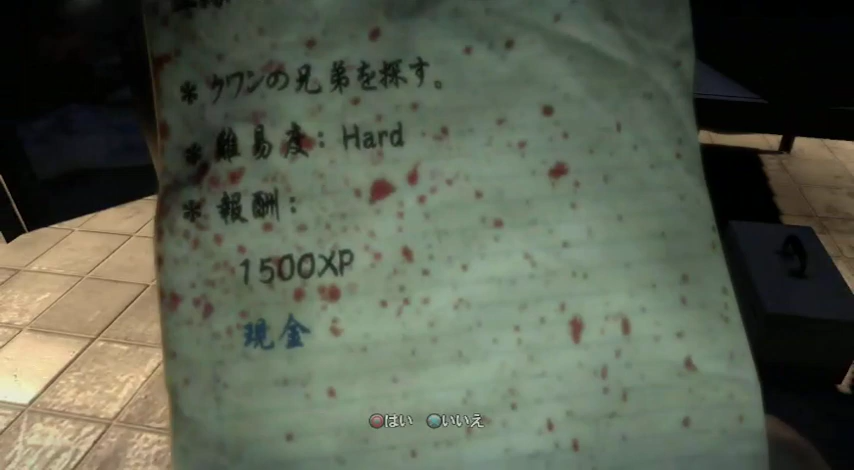 * クワンの兄弟を探す。
* 難易度: Hard
* 報酬:
1500XP
現金
はい いいえ